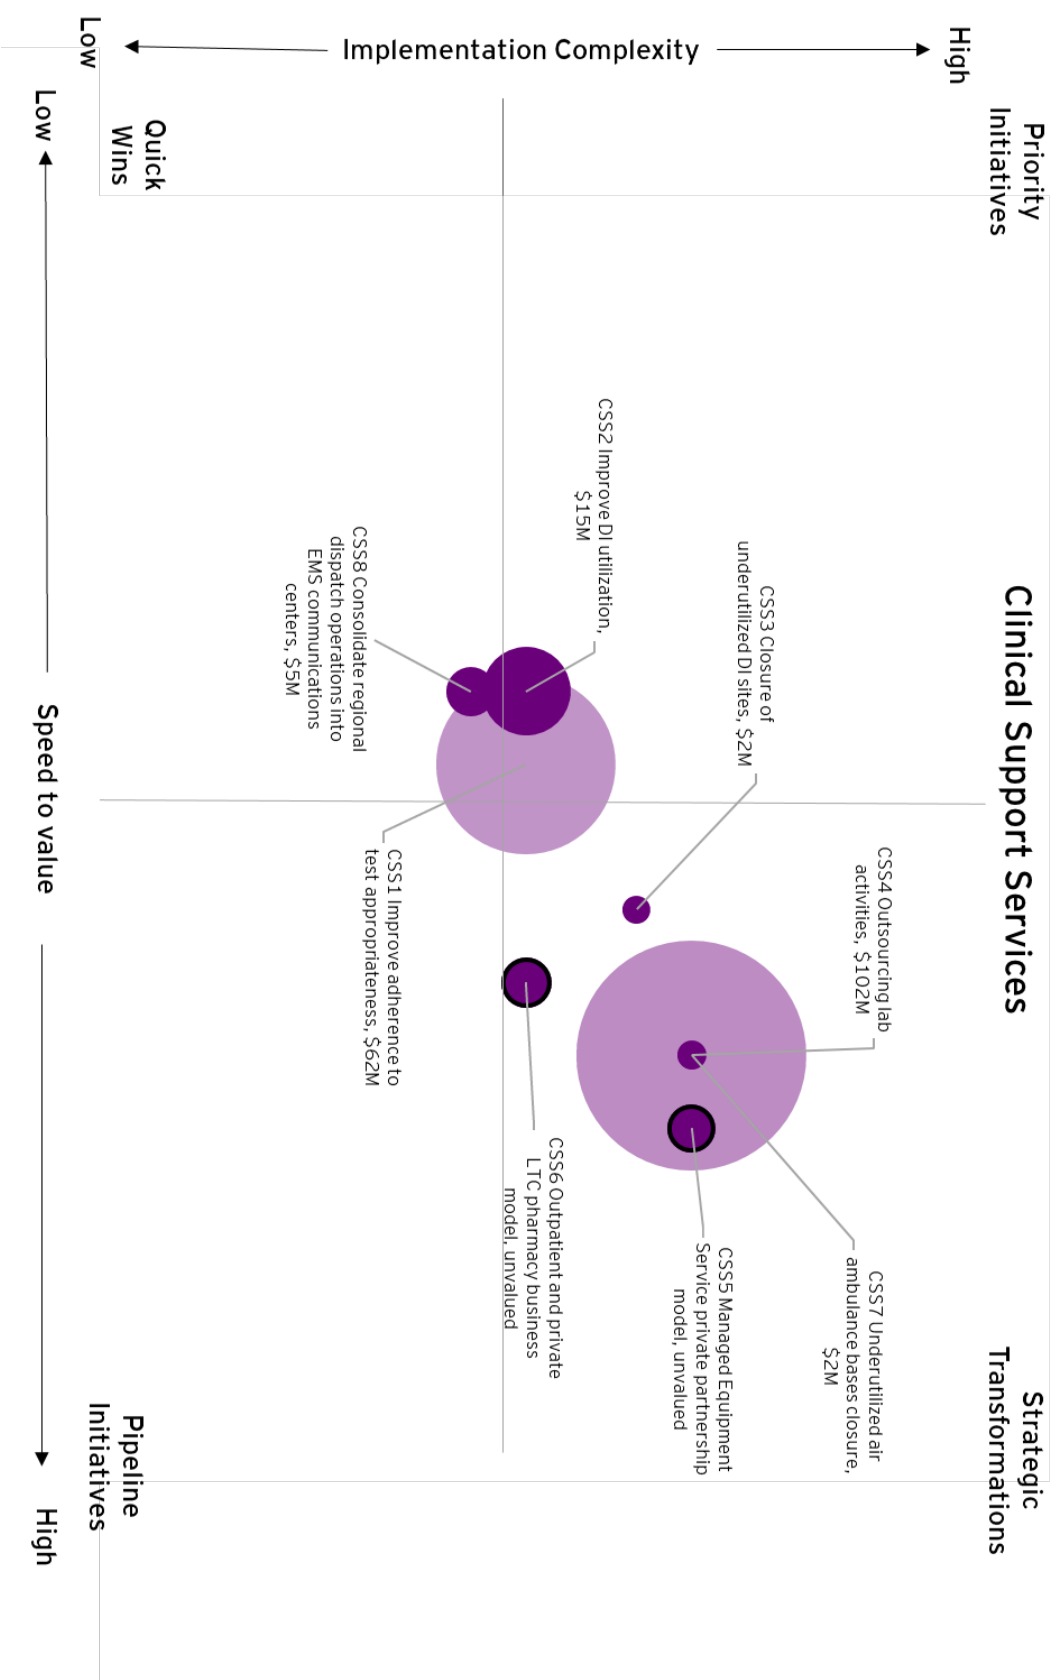 Clinical Support Services
Priority
Initiatives
Strategic
Transformations
High
Implementation Complexity
Low
CSS4 Outsourcing lab
activities, $102M
CSS7 Underutilized air
ambulance bases closure,
$2M
CSS3 Closure of
underutilized DI sites, $2M
CSS5 Managed Equipment
Service private partnership
model, unvalued
CSS2 Improve DI utilization,
$15M
CSS6 Outpatient and private
LTC pharmacy business
model, unvalued
CSS1 Improve adherence to
test appropriateness, $62M
CSS8 Consolidate regional
dispatch operations into
EMS communications
centers, $5M
Quick
Wins
Pipeline
Initiatives
Low
Speed to value
High